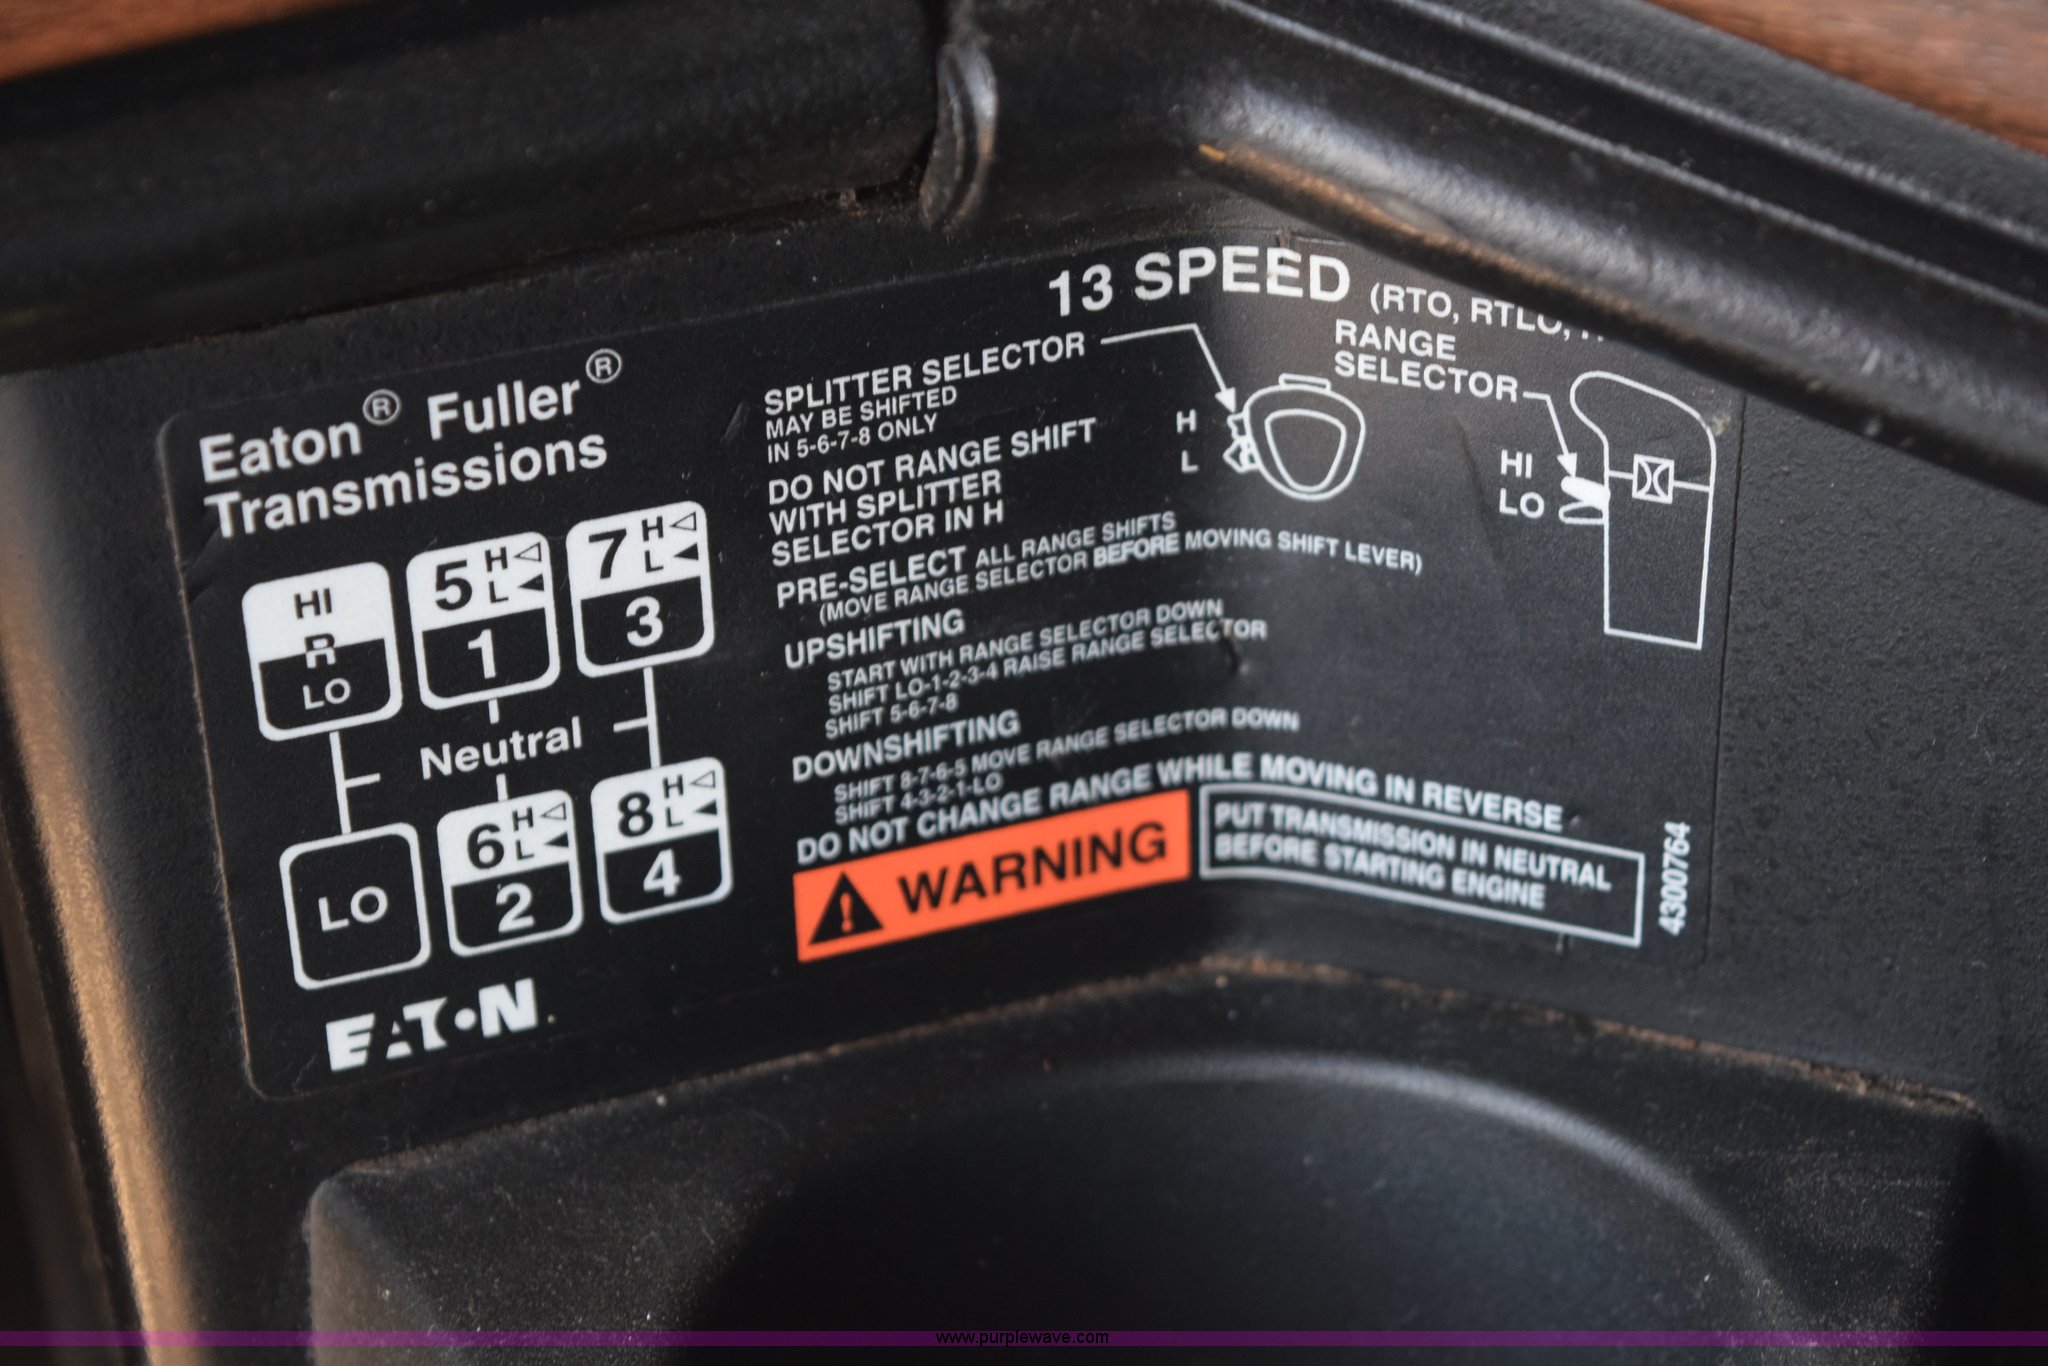 Eaton® Fuller®
Transmissions
HI
R
LO
5 H
L
1
7 H
L
3
Neutral
LO
6 H
L
2
8 H
L
4
EATON
13 SPEED (RTO, RTLO,
SPLITTER SELECTOR
MAY BE SHIFTED
IN 5-6-7-8 ONLY
DO NOT RANGE SHIFT
WITH SPLITTER
SELECTOR IN H
H
L
RANGE
SELECTOR
HI
LO
PRE-SELECT ALL RANGE SHIFTS
(MOVE RANGE SELECTOR BEFORE MOVING SHIFT LEVER)
UPSHIFTING
START WITH RANGE SELECTOR DOWN
SHIFT LO-1-2-3-4 RAISE RANGE SELECTOR
SHIFT 5-6-7-8
DOWNSHIFTING
SHIFT 8-7-6-5 MOVE RANGE SELECTOR DOWN
SHIFT 4-3-2-1-LO
DO NOT CHANGE RANGE WHILE MOVING IN REVERSE
WARNING
PUT TRANSMISSION IN NEUTRAL
BEFORE STARTING ENGINE
4300764
www.purplewave.com